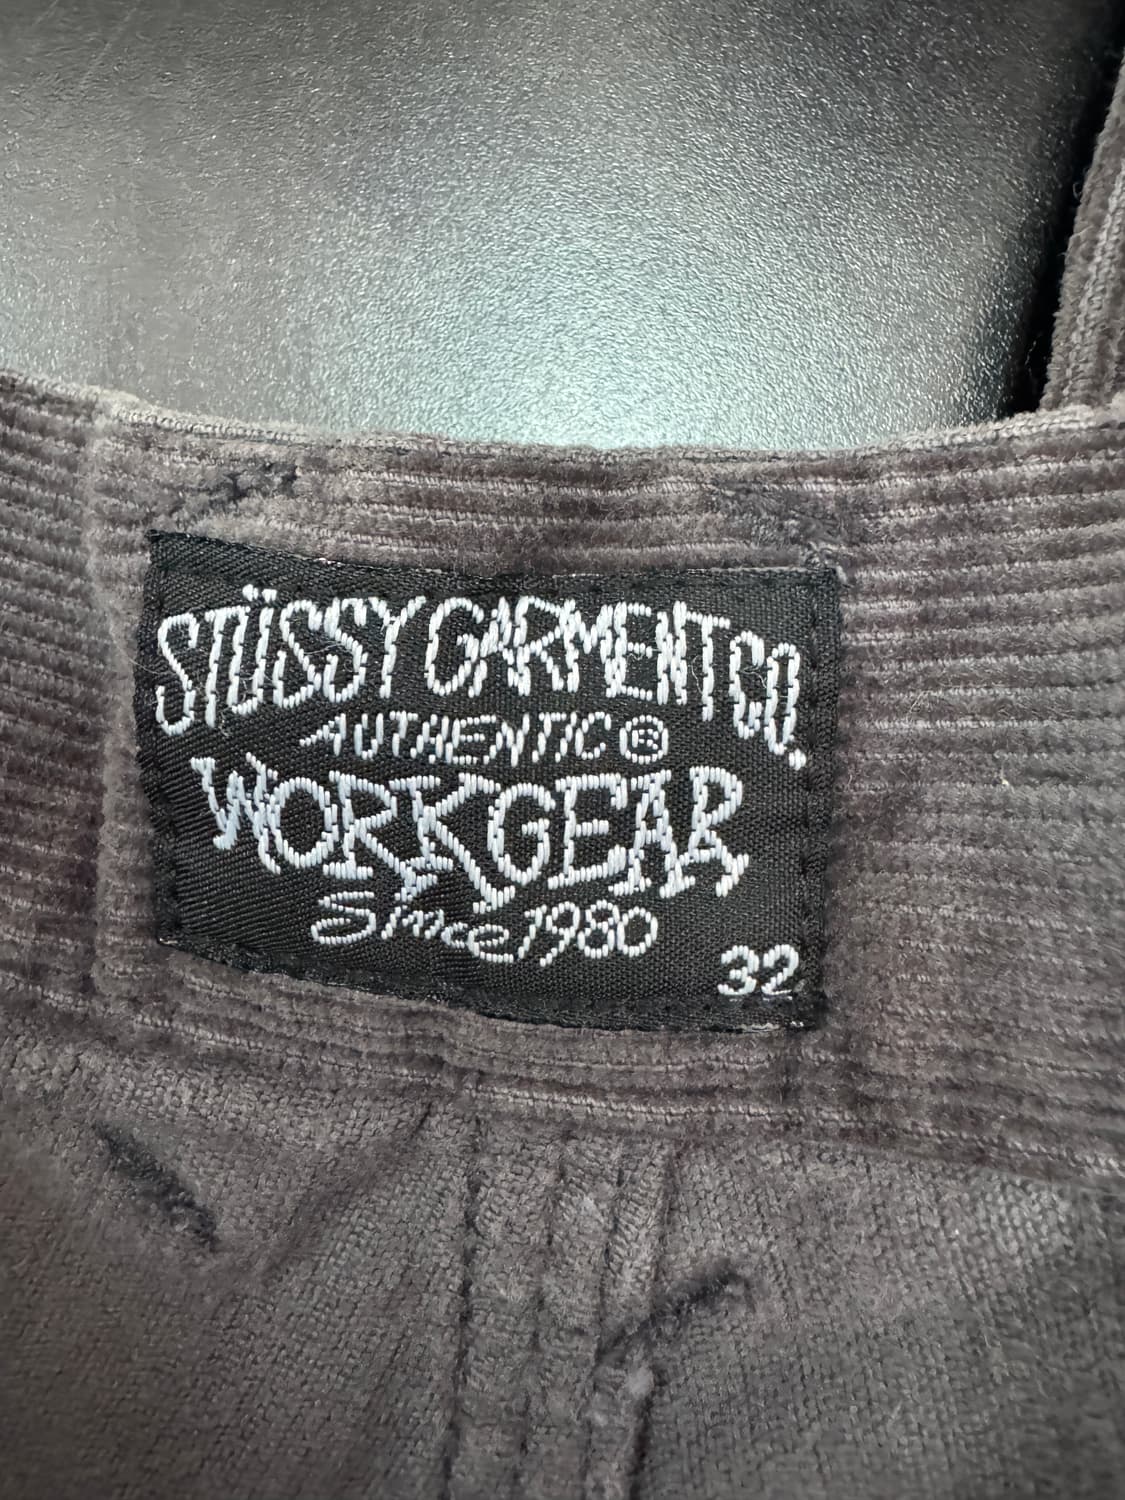 STÜSSY GARMENT CO.
AUTHENTIC ®
WORKGEAR
Since 1980
32